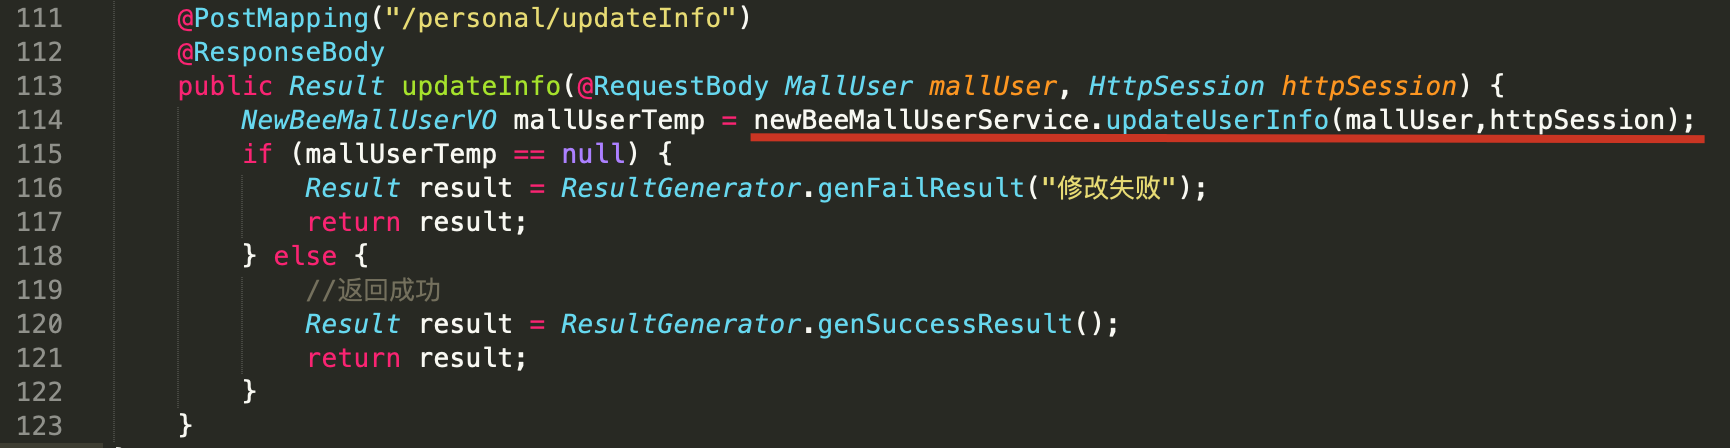 111 @PostMapping("/personal/updateInfo")
112 @ResponseBody
113 public Result updateInfo(@RequestBody MallUser mallUser, HttpSession httpSession) {
114 NewBeeMallUserVO mallUserTemp = newBeeMallUserService.updateUserInfo(mallUser,httpSession);
115 if (mallUserTemp == null) {
116 Result result = ResultGenerator.genFailResult("修改失败");
117 return result;
118 } else {
119 //返回成功
120 Result result = ResultGenerator.genSuccessResult();
121 return result;
122 }
123 }